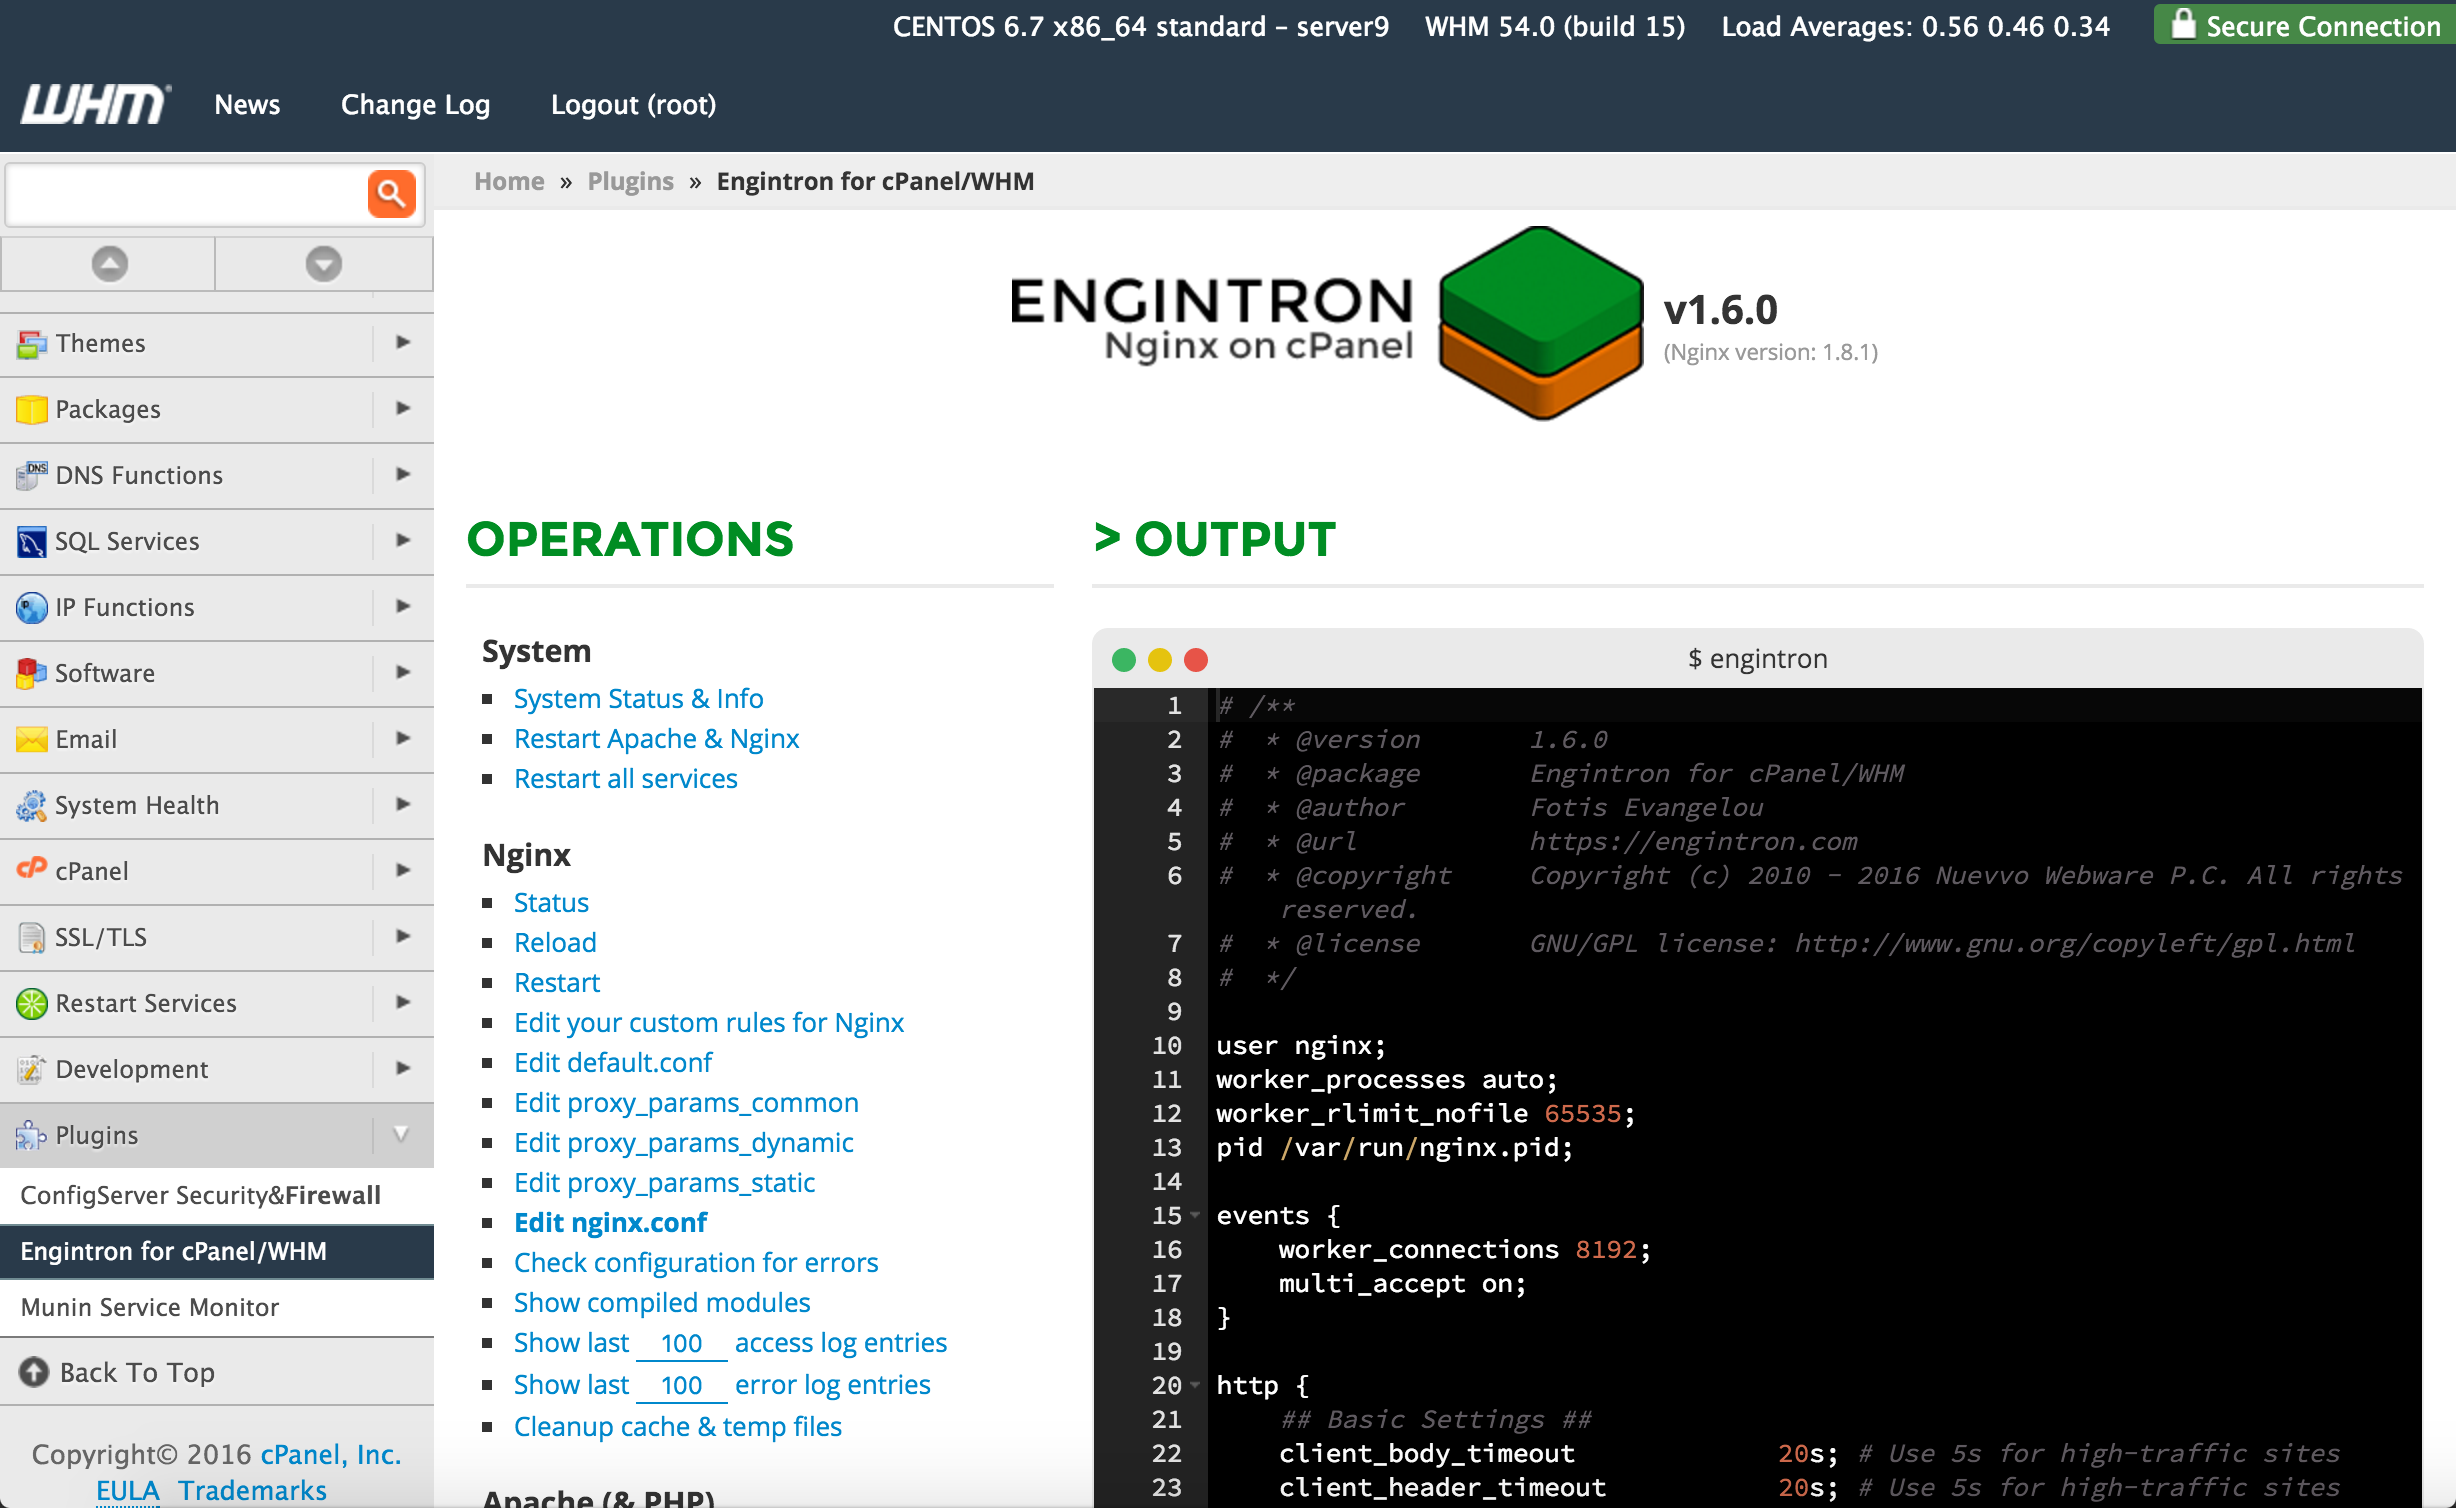 CENTOS 6.7 x86_64 standard – server9 WHM 54.0 (build 15) Load Averages: 0.56 0.46 0.34 Secure Connection
WHM News Change Log Logout (root)
Home » Plugins » Engintron for cPanel/WHM
ENGINTRON
Nginx on cPanel
v1.6.0
(Nginx version: 1.8.1)
Themes
Packages
DNS Functions
SQL Services
IP Functions
Software
Email
System Health
cPanel
SSL/TLS
Restart Services
Development
Plugins
ConfigServer Security&Firewall
Engintron for cPanel/WHM
Munin Service Monitor
Back To Top
Copyright© 2016 cPanel, Inc.
EULA Trademarks
OPERATIONS
System
System Status & Info
Restart Apache & Nginx
Restart all services
Nginx
Status
Reload
Restart
Edit your custom rules for Nginx
Edit default.conf
Edit proxy_params_common
Edit proxy_params_dynamic
Edit proxy_params_static
Edit nginx.conf
Check configuration for errors
Show compiled modules
Show last 100 access log entries
Show last 100 error log entries
Cleanup cache & temp files
Apache (& PHP)
> OUTPUT
$ engintron
1 # /**
2 #  * @version       1.6.0
3 #  * @package       Engintron for cPanel/WHM
4 #  * @author        Fotis Evangelou
5 #  * @url           https://engintron.com
6 #  * @copyright     Copyright (c) 2010 - 2016 Nuevvo Webware P.C. All rights
reserved.
7 #  * @license       GNU/GPL license: http://www.gnu.org/copyleft/gpl.html
8 #  */
9
10 user nginx;
11 worker_processes auto;
12 worker_rlimit_nofile 65535;
13 pid /var/run/nginx.pid;
14
15 events {
16     worker_connections 8192;
17     multi_accept on;
18 }
19
20 http {
21     ## Basic Settings ##
22     client_body_timeout             20s; # Use 5s for high-traffic sites
23     client_header_timeout           20s; # Use 5s for high-traffic sites